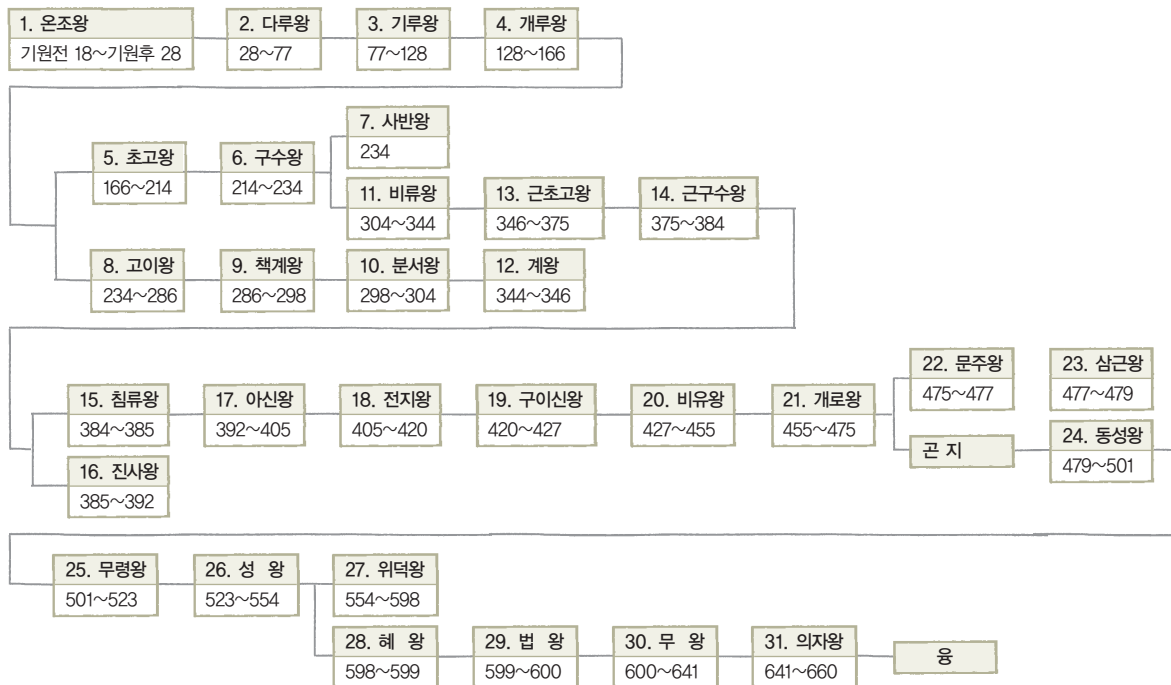 1. 온조왕
기원전 18~기원후 28
2. 다루왕
28~77
3. 기루왕
77~128
4. 개루왕
128~166
5. 초고왕
166~214
6. 구수왕
214~234
7. 사반왕
234
11. 비류왕
304~344
13. 근초고왕
346~375
14. 근구수왕
375~384
8. 고이왕
234~286
9. 책계왕
286~298
10. 분서왕
298~304
12. 계왕
344~346
15. 침류왕
384~385
16. 진사왕
385~392
17. 아신왕
392~405
18. 전지왕
405~420
19. 구이신왕
420~427
20. 비유왕
427~455
21. 개로왕
455~475
22. 문주왕
475~477
23. 삼근왕
477~479
곤 지
24. 동성왕
479~501
25. 무령왕
501~523
26. 성 왕
523~554
27. 위덕왕
554~598
28. 혜 왕
598~599
29. 법 왕
599~600
30. 무 왕
600~641
31. 의자왕
641~660
융